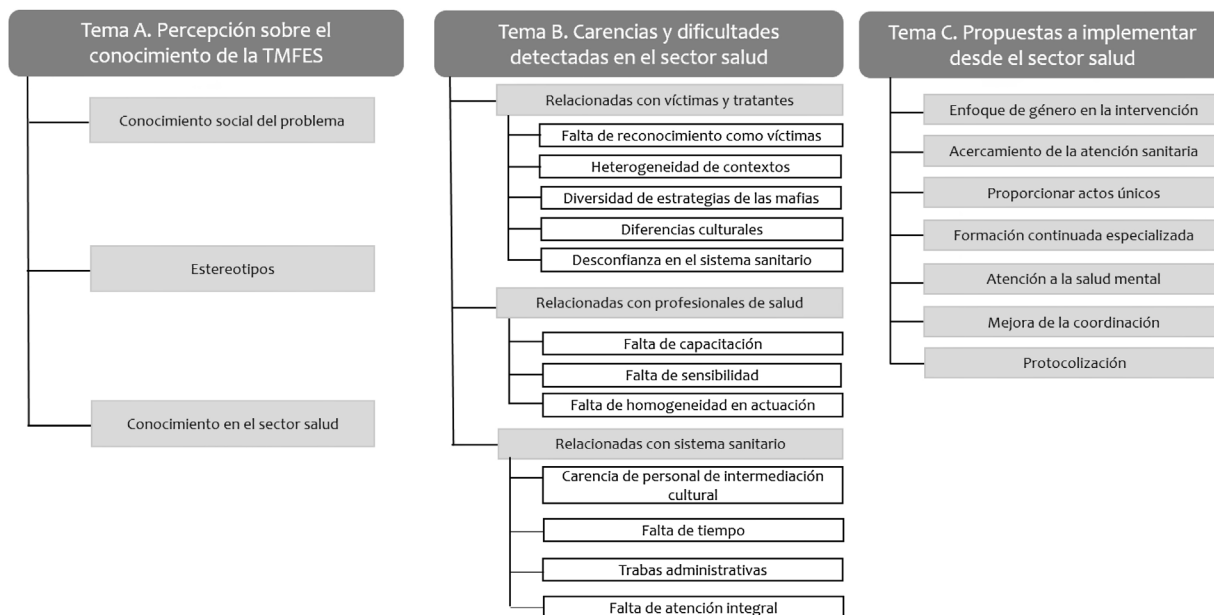 Tema A. Percepción sobre el
conocimiento de la TMFES
Conocimiento social del problema
Estereotipos
Conocimiento en el sector salud
Tema B. Carencias y dificultades
detectadas en el sector salud
Relacionadas con víctimas y tratantes
Falta de reconocimiento como víctimas
Heterogeneidad de contextos
Diversidad de estrategias de las mafias
Diferencias culturales
Desconfianza en el sistema sanitario
Relacionadas con profesionales de salud
Falta de capacitación
Falta de sensibilidad
Falta de homogeneidad en actuación
Relacionadas con sistema sanitario
Carencia de personal de intermediación
cultural
Falta de tiempo
Trabas administrativas
Falta de atención integral
Tema C. Propuestas a implementar
desde el sector salud
Enfoque de género en la intervención
Acercamiento de la atención sanitaria
Proporcionar actos únicos
Formación continuada especializada
Atención a la salud mental
Mejora de la coordinación
Protocolización